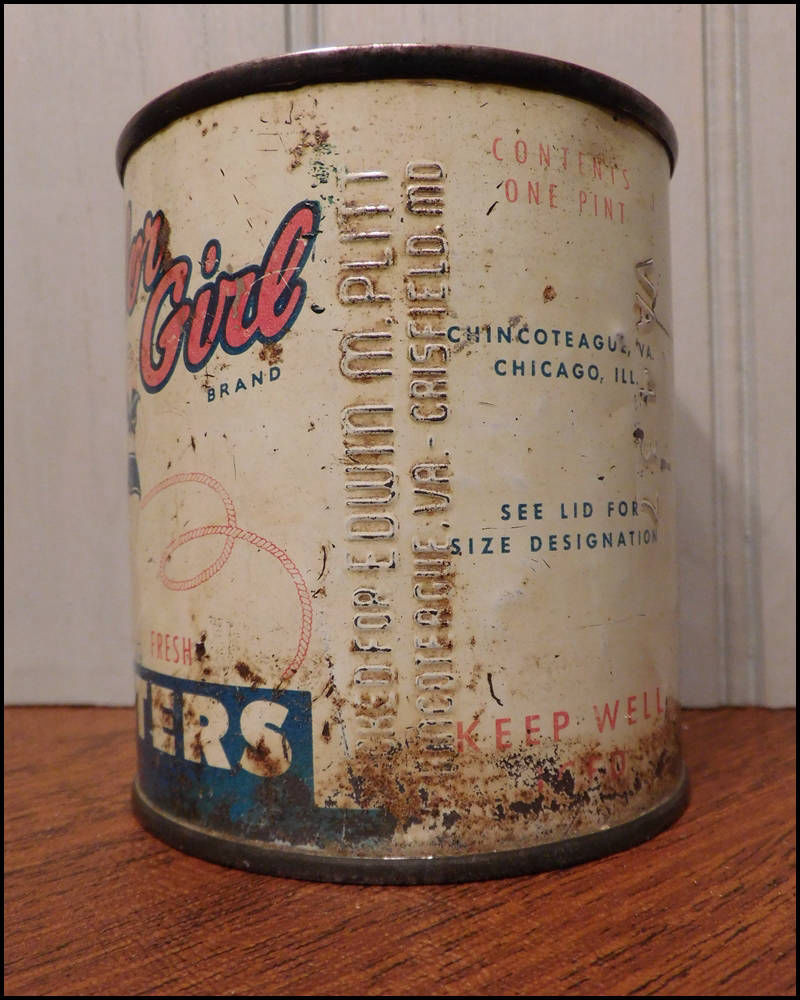 Girl
BRAND
FRESH
PACKED FOR EDWIN M. PLITT
CHINCOTEAGUE. VA. - CRISFIELD. MD
CONTENTS
ONE PINT
CHINCOTEAGUE, VA.
CHICAGO, ILL.
SEE LID FOR
SIZE DESIGNATION
KEEP WELL